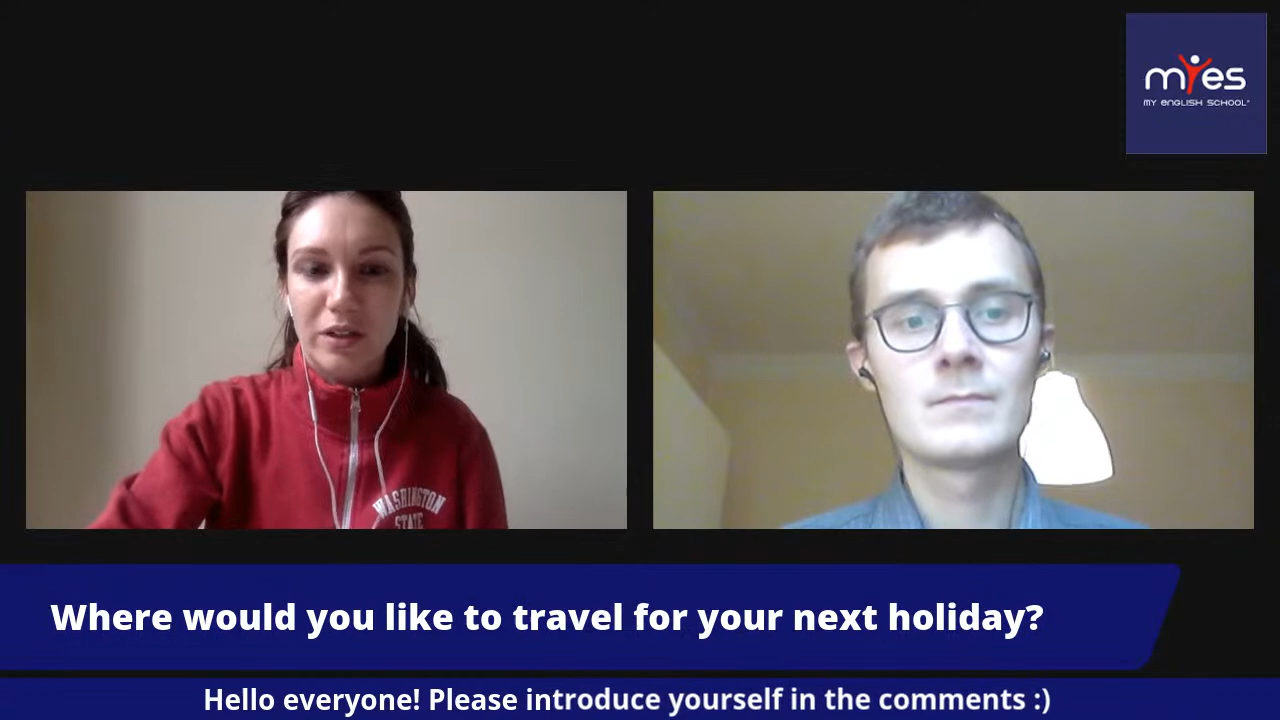 myes
MY ENGLISH SCHOOL
WASHINGTON
STATE
Where would you like to travel for your next holiday?
Hello everyone! Please introduce yourself in the comments :)